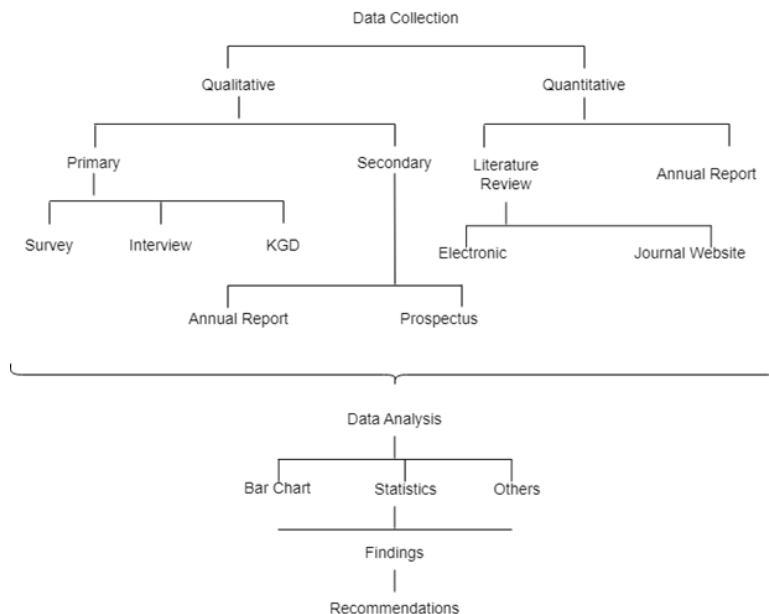 Data Collection
Qualitative
Quantitative
Primary
Secondary
Literature
Review
Annual Report
Survey
Interview
KGD
Electronic
Journal Website
Annual Report
Prospectus
Data Analysis
Bar Chart
Statistics
Others
Findings
Recommendations